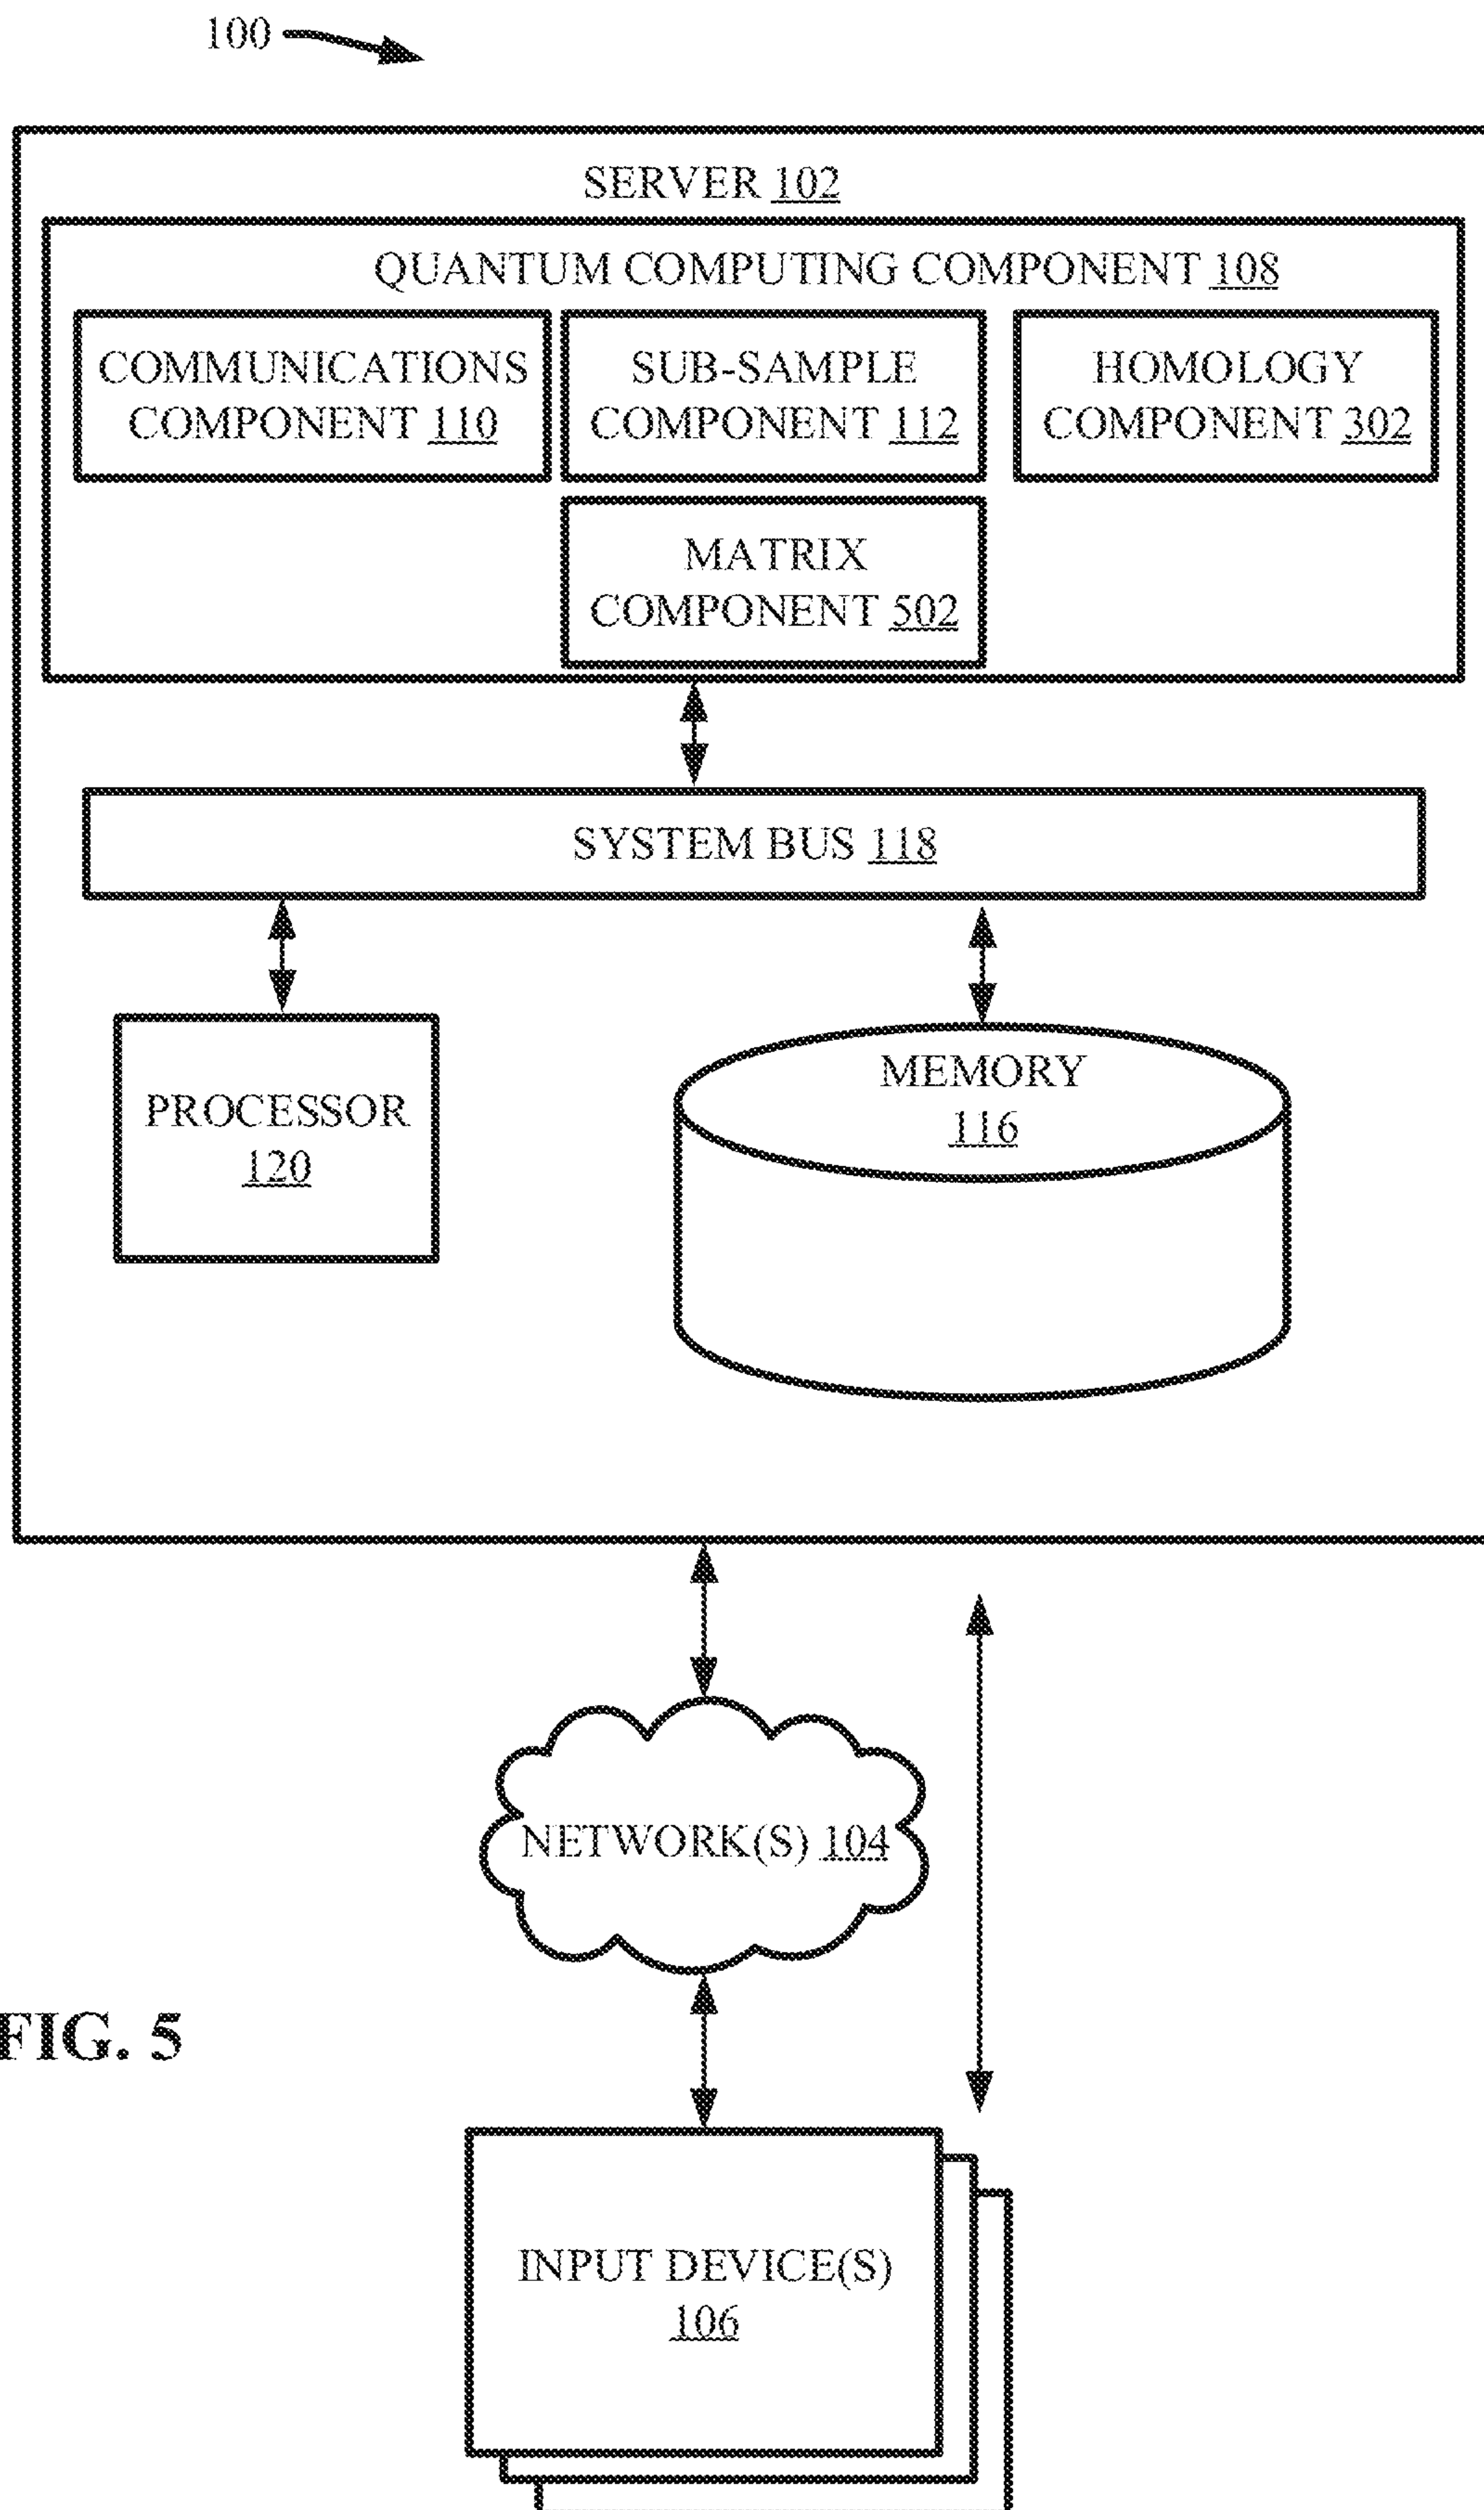 100
SERVER 102
QUANTUM COMPUTING COMPONENT 108
COMMUNICATIONS
COMPONENT 110
SUB-SAMPLE
COMPONENT 112
HOMOLOGY
COMPONENT 302
MATRIX
COMPONENT 502
SYSTEM BUS 118
PROCESSOR
120
MEMORY
116
NETWORK(S) 104
FIG. 5
INPUT DEVICE(S)
106